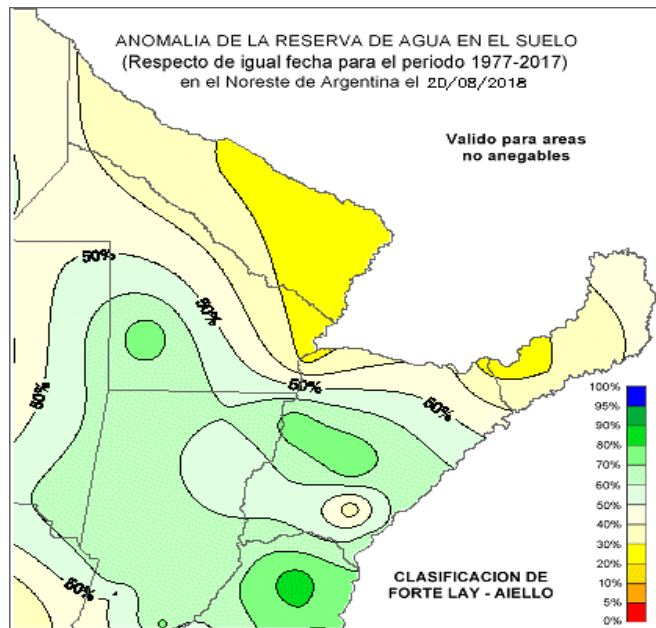 ANOMALIA DE LA RESERVA DE AGUA EN EL SUELO
(Respecto de igual fecha para el periodo 1977-2017)
en el Noreste de Argentina el 20/08/2018
Valido para areas
no anegables
50%
50%
50%
50%
50%
50%
100%
95%
90%
80%
70%
60%
50%
40%
30%
20%
10%
5%
0%
CLASIFICACION DE
FORTE LAY - AIELLO